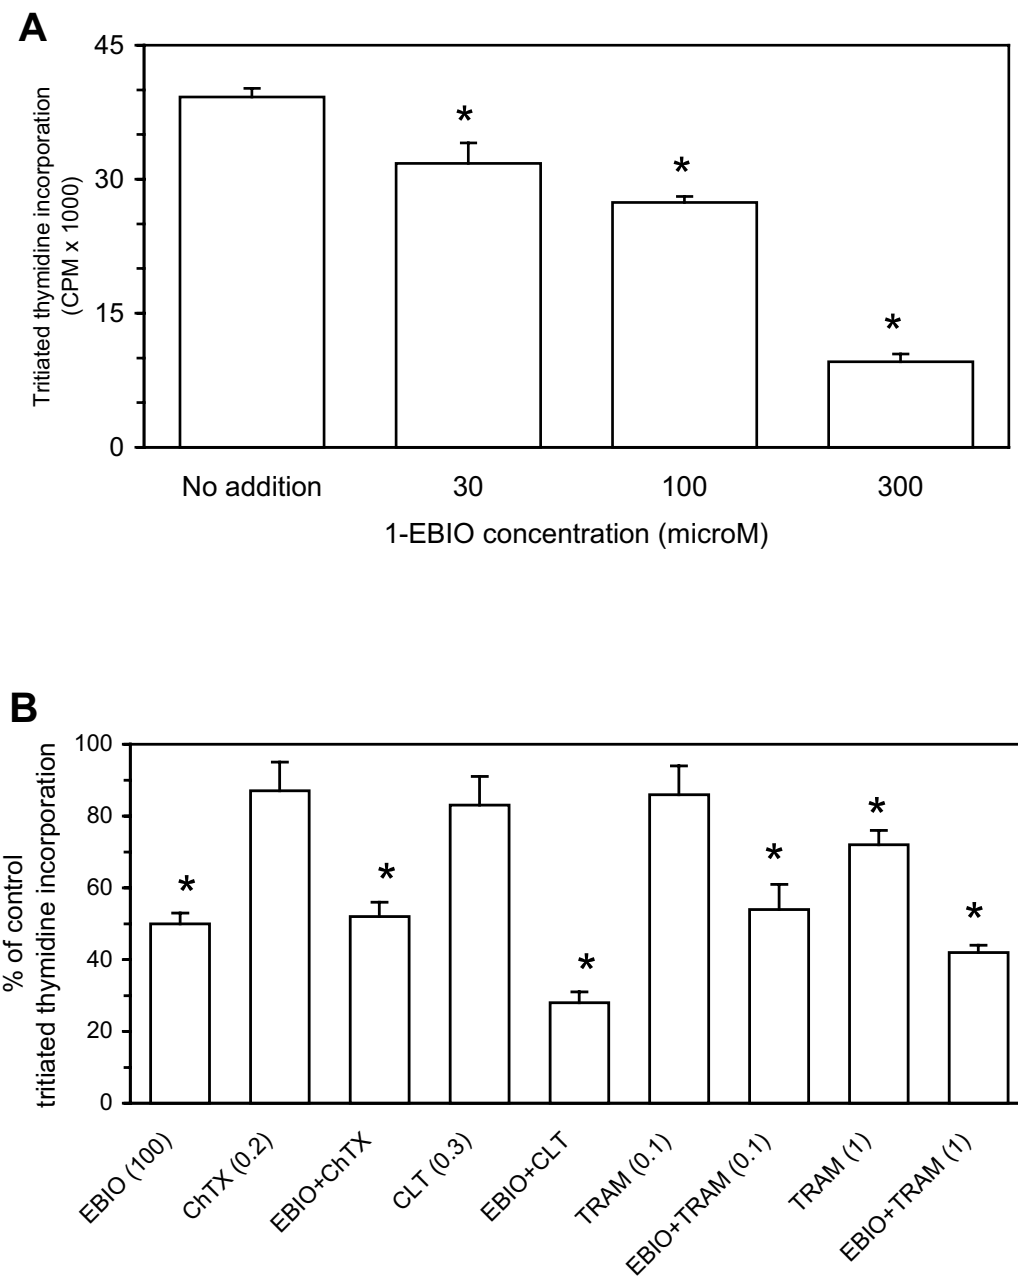 A
Tritiated thymidine incorporation
(CPM x 1000)
45
30
15
0
*
*
*
No addition 30 100 300
1-EBIO concentration (microM)
B
% of control
tritiated thymidine incorporation
100
80
60
40
20
0
*
*
*
*
*
*
EBIO (100)
ChTX (0.2)
EBIO+ChTX
CLT (0.3)
EBIO+CLT
TRAM (0.1)
EBIO+TRAM (0.1)
TRAM (1)
EBIO+TRAM (1)